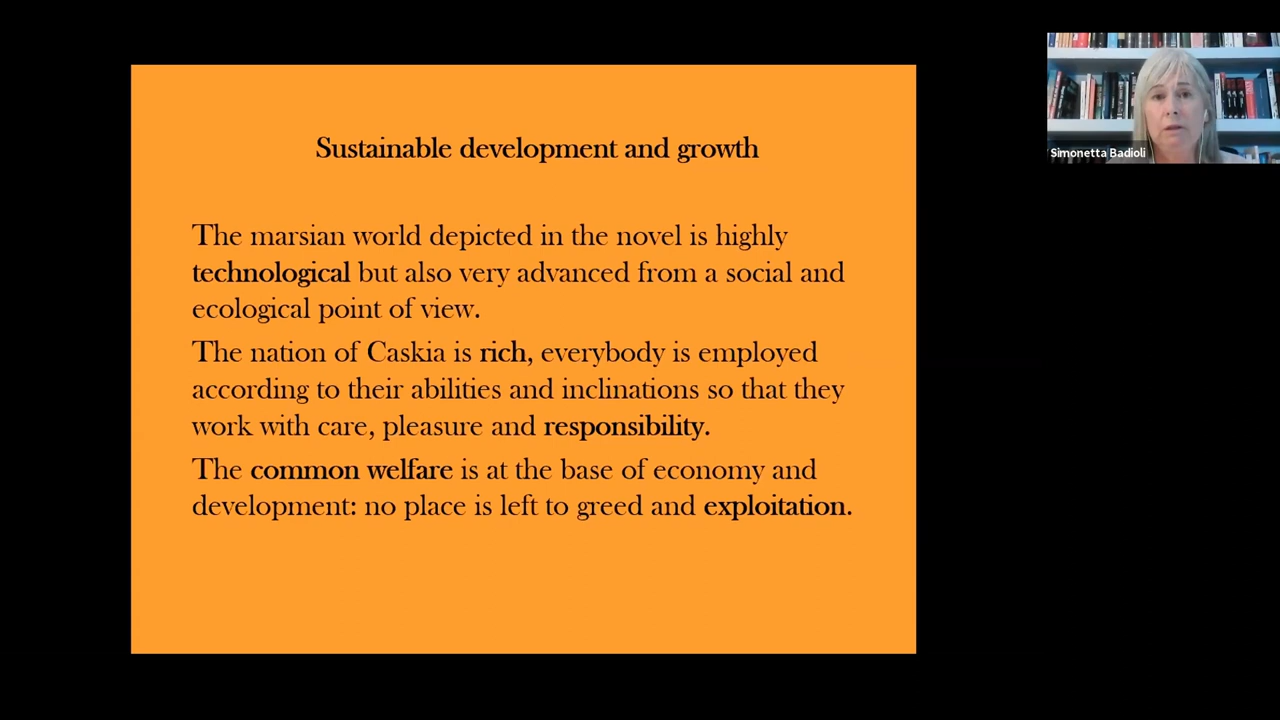 Sustainable development and growth
The marsian world depicted in the novel is highly
technological but also very advanced from a social and
ecological point of view.
The nation of Caskia is rich, everybody is employed
according to their abilities and inclinations so that they
work with care, pleasure and responsibility.
The common welfare is at the base of economy and
development: no place is left to greed and exploitation.
Simonetta Badioli